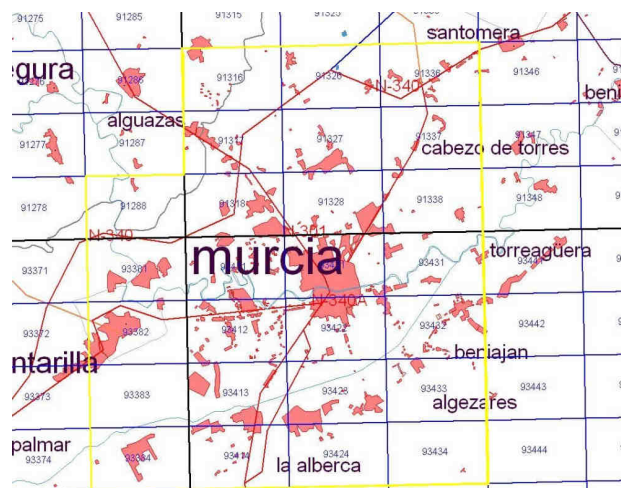 91275 91285 91315 91325
santomera
gura 91286 91316 91326 91336 91346
N-340 beni
alguazas
91277 91287 91327 91337 91347
cabezo de torres
91278 91288 91318 91328 91338 91348
N-340 N-301
murcia
torreagüera
93371 93381 93431
N-340A
93372 93382 93412 93422 93432 93442
ntarilla
beniajan
93373 93383 93413 93423 93433 93443
algezares
palmar
93374 93384 93414 93424 93434 93444
la alberca